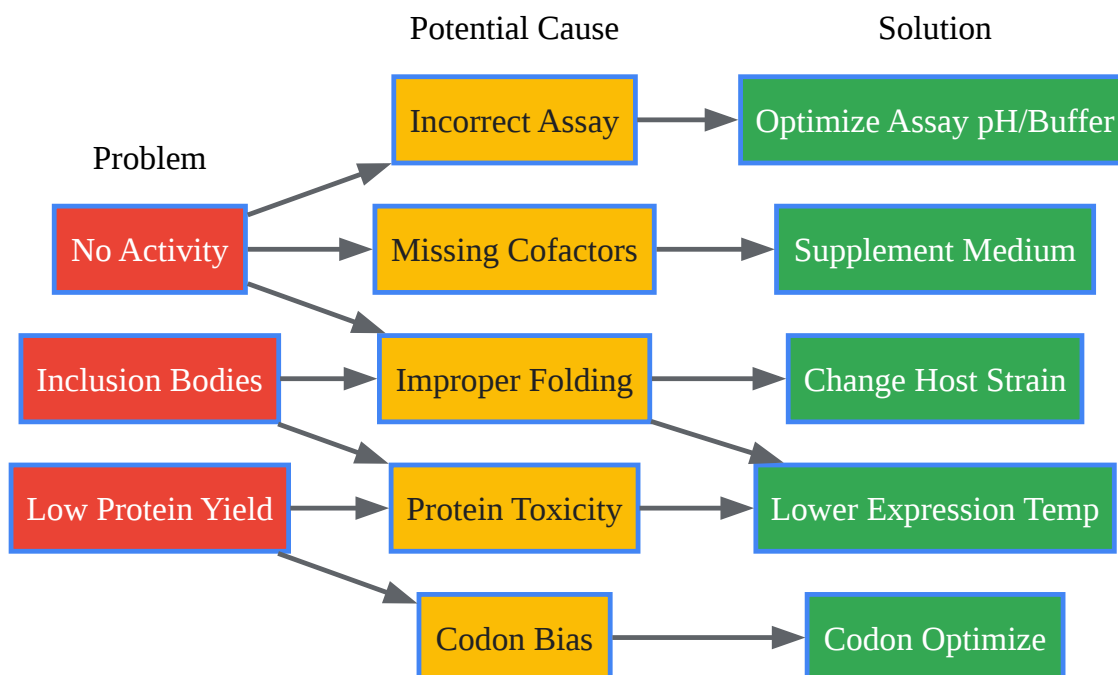 Potential Cause
Solution
Incorrect Assay
Optimize Assay pH/Buffer
Problem
No Activity
Missing Cofactors
Supplement Medium
Inclusion Bodies
Improper Folding
Change Host Strain
Low Protein Yield
Protein Toxicity
Lower Expression Temp
Codon Bias
Codon Optimize